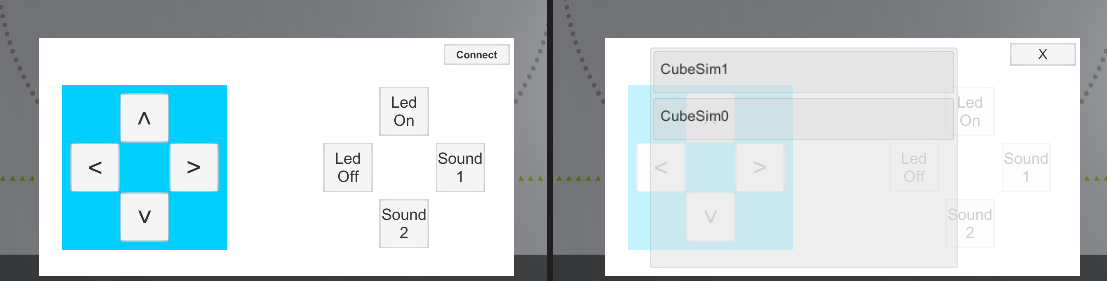 Connect
Led
On
<
>
Led
Off
Sound
1
Sound
2
X
CubeSim1
CubeSim0
Led
On
<
>
Led
Off
Sound
1
Sound
2